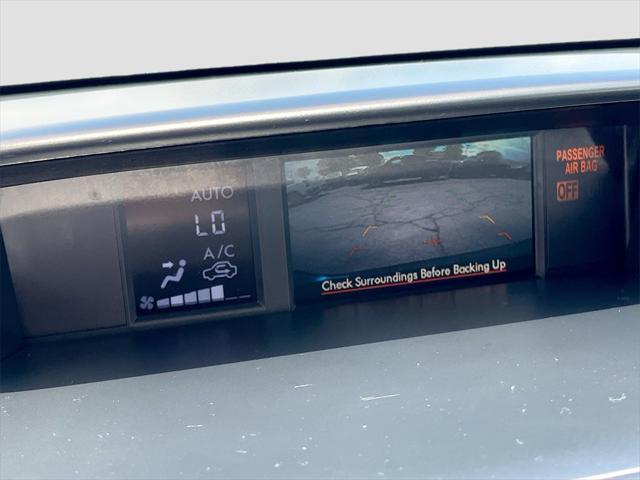 AUTO
LO
A/C
Check Surroundings Before Backing Up
PASSENGER
AIR BAG
OFF